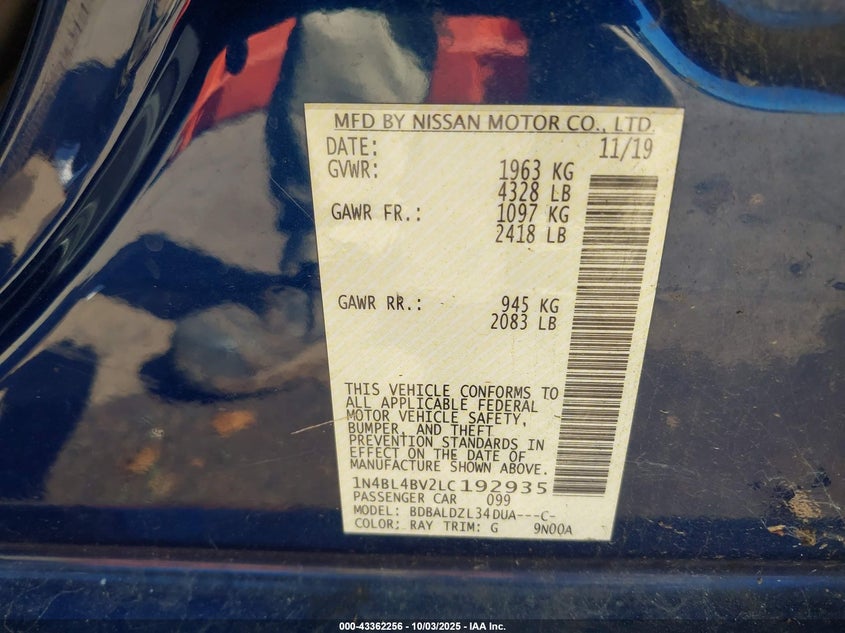 MFD BY NISSAN MOTOR CO., LTD.
DATE: 11/19
GVWR: 1963 KG
4328 LB
GAWR FR.: 1097 KG
2418 LB
GAWR RR.: 945 KG
2083 LB
THIS VEHICLE CONFORMS TO
ALL APPLICABLE FEDERAL
MOTOR VEHICLE SAFETY,
BUMPER, AND THEFT
PREVENTION STANDARDS IN
EFFECT ON THE DATE OF
MANUFACTURE SHOWN ABOVE.
1N4BL4BV2LC192935
PASSENGER CAR 099
MODEL: BDBALDZL34DUA---C-
COLOR: RAY TRIM: G 9N00A
000-43362256 - 10/03/2025 - IAA Inc.